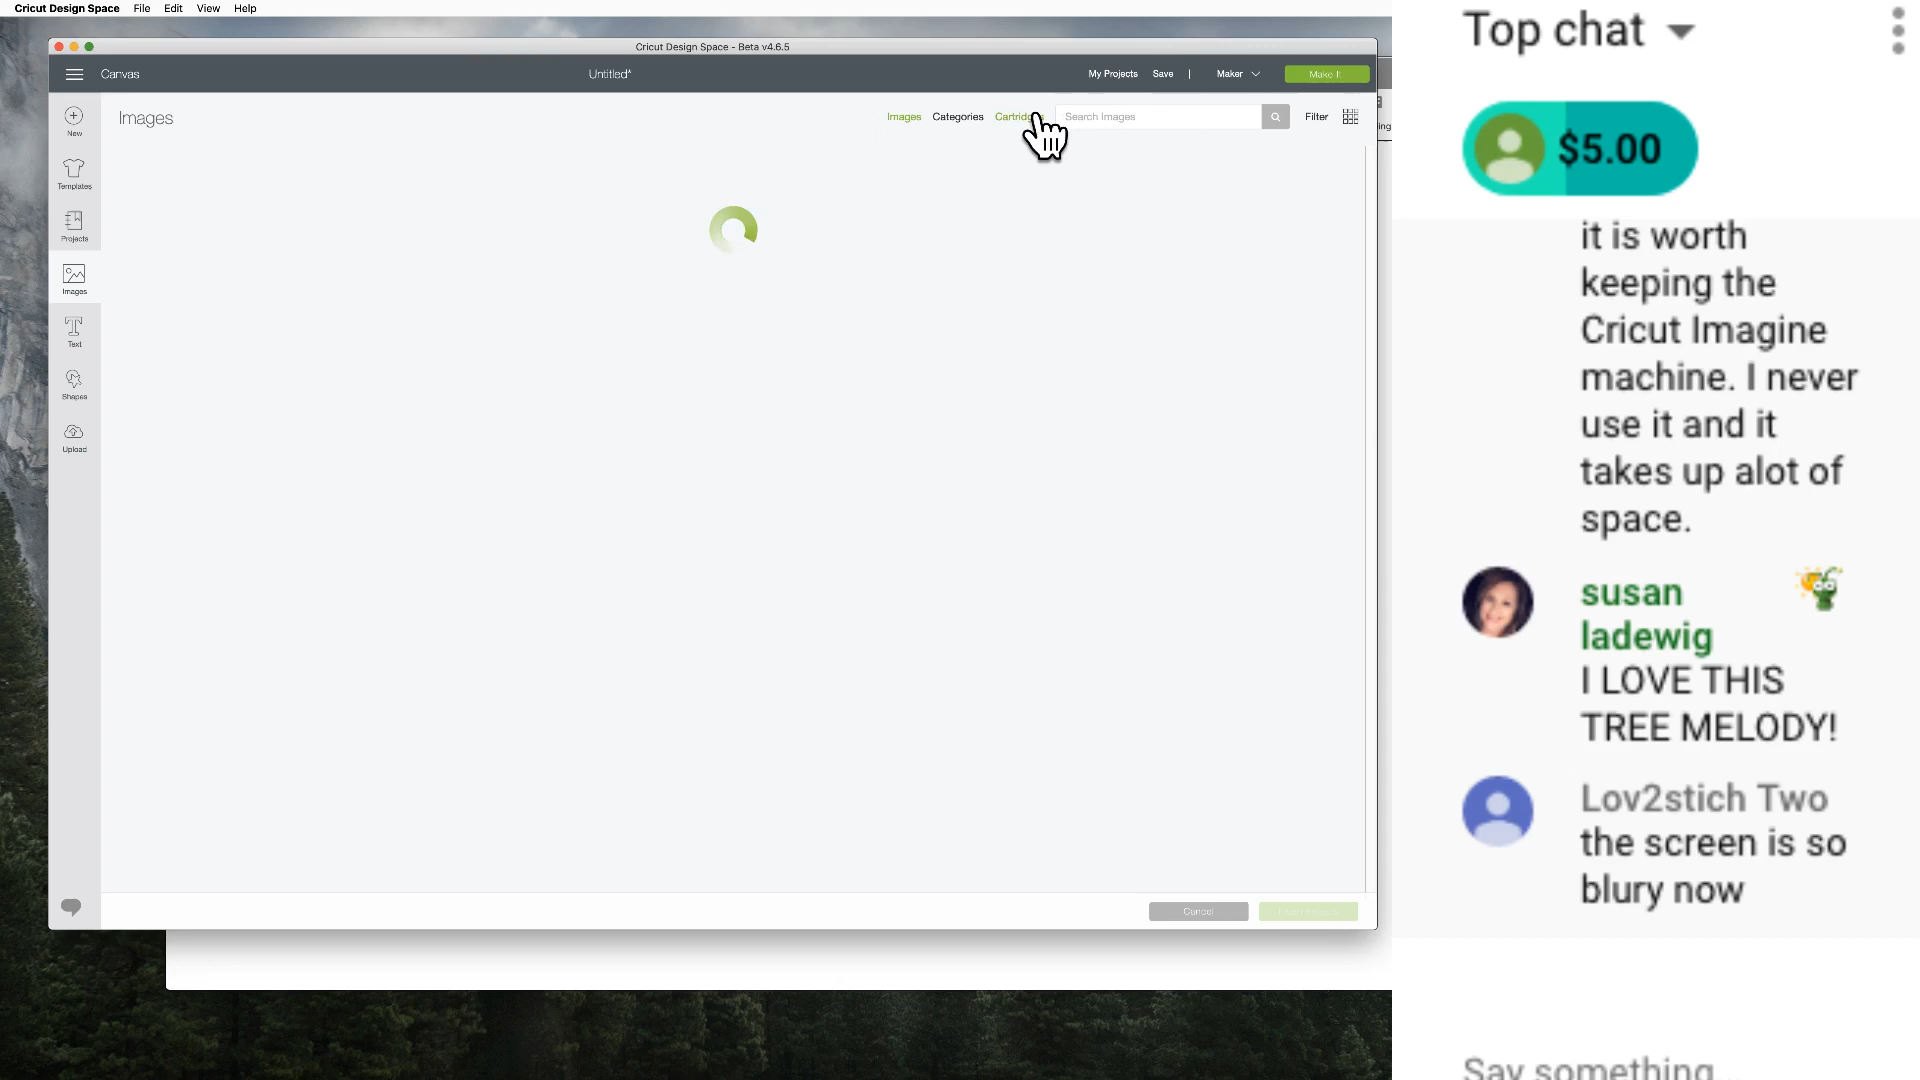 Cricut Design Space File Edit View Help
Cricut Design Space - Beta v4.6.5
Canvas Untitled* My Projects Save | Maker Make It
Images Images Categories Cartridges Search Images Filter
New
Templates
Projects
Images
Text
Shapes
Upload
Cancel
Top chat
$5.00
it is worth
keeping the
Cricut Imagine
machine. I never
use it and it
takes up alot of
space.
susan
ladewig
I LOVE THIS
TREE MELODY!
Lov2stich Two
the screen is so
blury now
Say something...